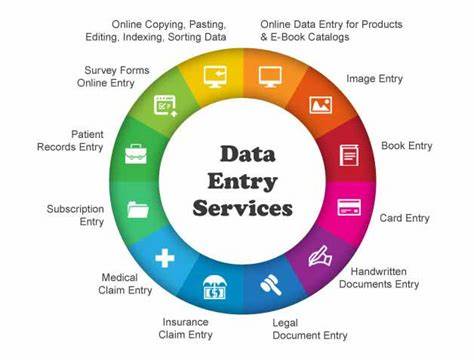 Online Copying, Pasting,
Editing, Indexing, Sorting Data
Online Data Entry for Products
& E-Book Catalogs
Image Entry
Book Entry
Card Entry
Handwritten
Documents Entry
Legal
Document Entry
Insurance
Claim Entry
Medical
Claim Entry
Subscription
Entry
Patient
Records Entry
Survey Forms
Online Entry
Data
Entry
Services